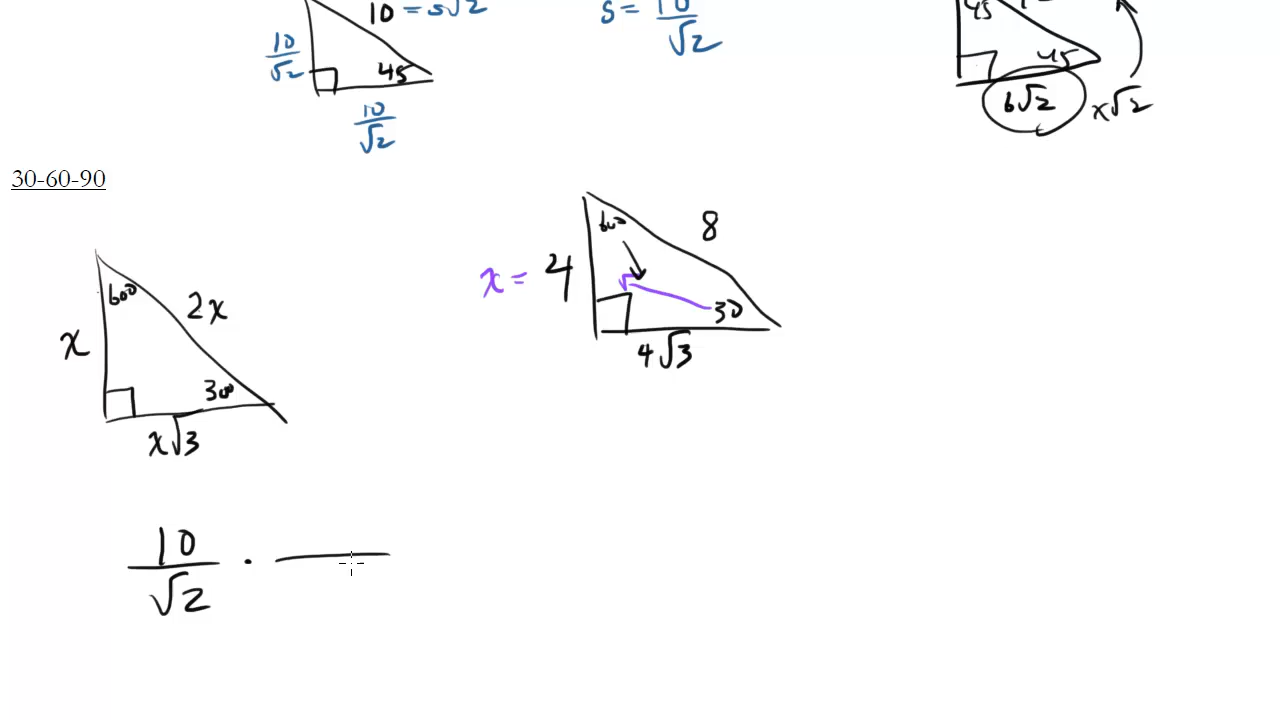 10 = s√2
s = 10/√2
45
10/√2
45
45
10/√2
6√2
x√2
30-60-90
60°
8
x = 4
60°
2x
30
x
4√3
30°
x√3
10/√2 ·